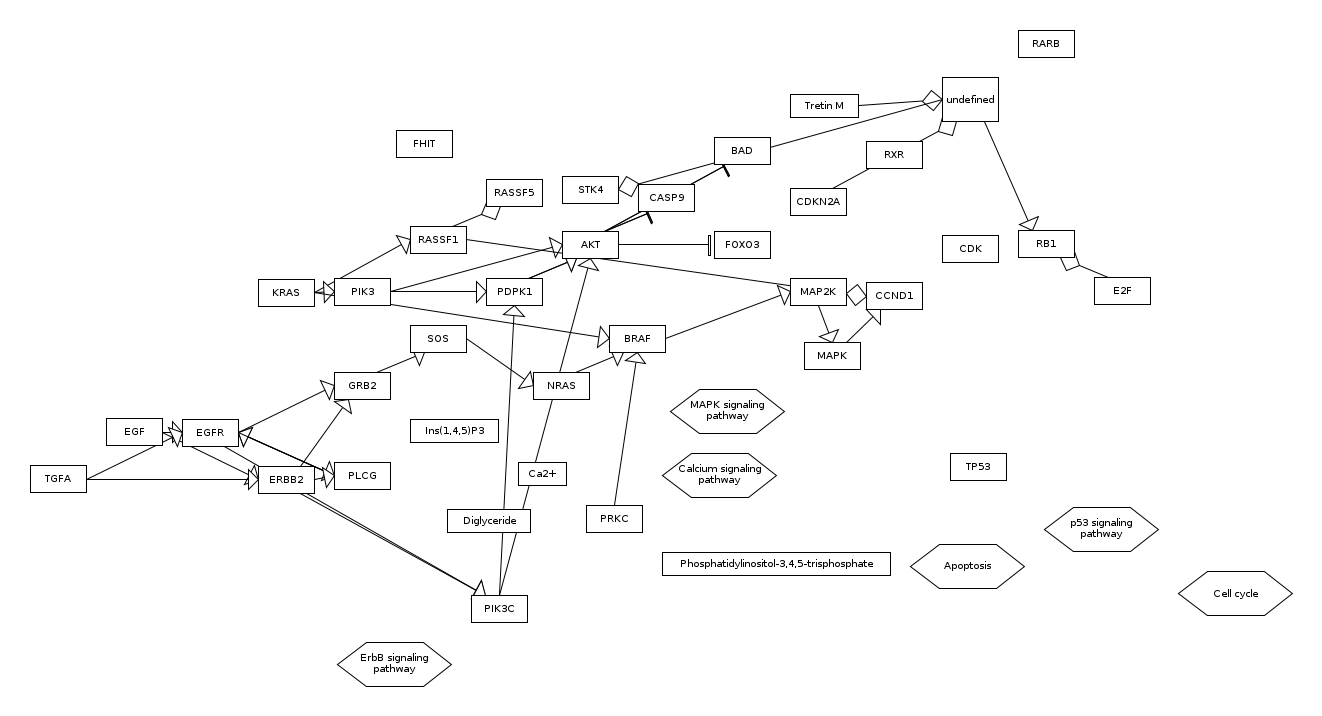 RARB
undefined
Tretin M
FHIT
BAD
RXR
RASSF5
STK4
CASP9
CDKN2A
RASSF1
AKT
FOXO3
CDK
RB1
KRAS
PIK3
PDPK1
MAP2K
CCND1
E2F
SOS
BRAF
MAPK
GRB2
NRAS
MAPK signaling
pathway
EGF
EGFR
Ins(1,4,5)P3
TGFA
ERBB2
PLCG
Ca2+
Calcium signaling
pathway
TP53
Diglyceride
PRKC
p53 signaling
pathway
Phosphatidylinositol-3,4,5-trisphosphate
Apoptosis
Cell cycle
PIK3C
ErbB signaling
pathway